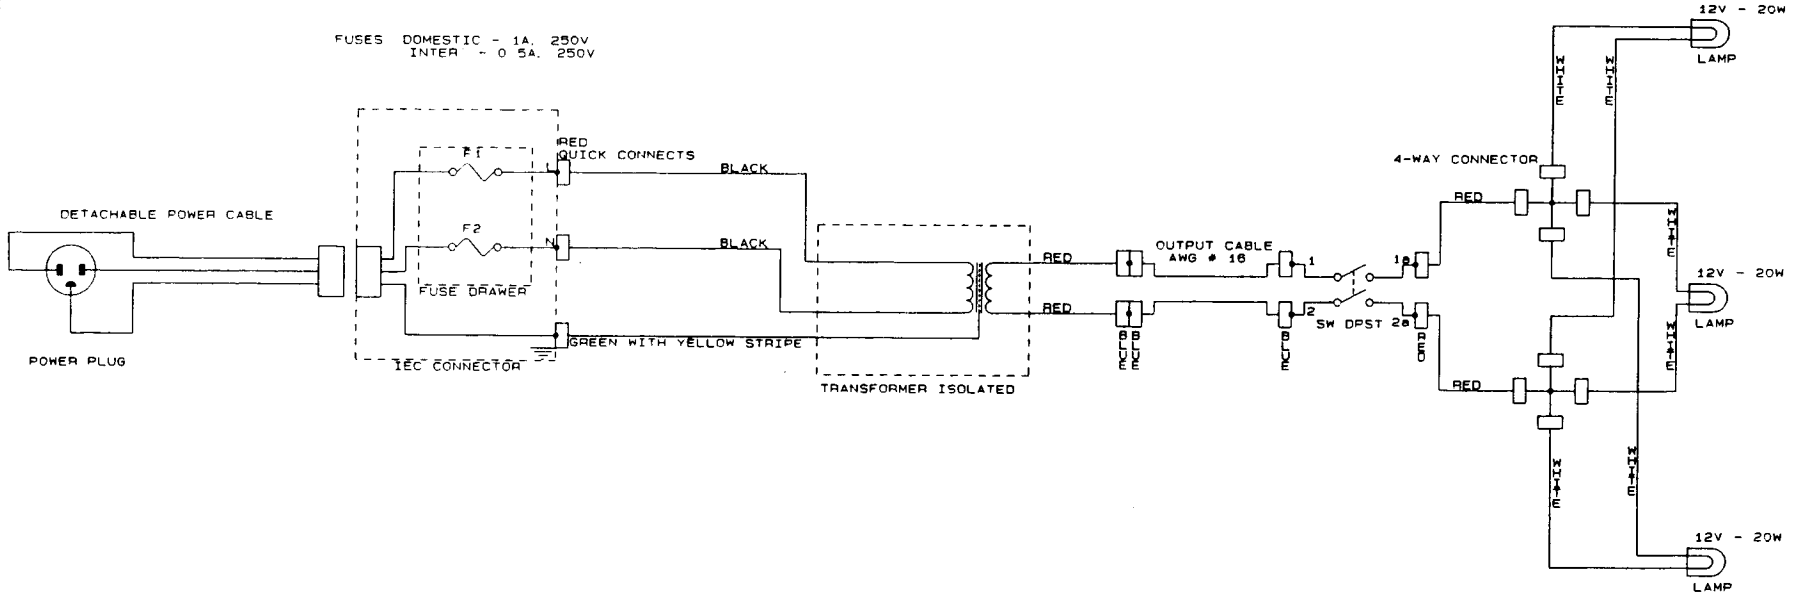 12V - 20W
LAMP
FUSES DOMESTIC - 1A, 250V
INTER - 0 5A, 250V
WHITE
WHITE
RED
QUICK CONNECTS
F1
L
BLACK
4-WAY CONNECTOR
DETACHABLE POWER CABLE
F2
N
BLACK
RED
WHITE
OUTPUT CABLE
AWG # 16
RED
1
1a
12V - 20W
LAMP
FUSE DRAWER
RED
2
SW DPST
2a
WHITE
GREEN WITH YELLOW STRIPE
BLUE
BLUE
BLUE
RED
POWER PLUG
IEC CONNECTOR
TRANSFORMER ISOLATED
RED
WHITE
WHITE
12V - 20W
LAMP